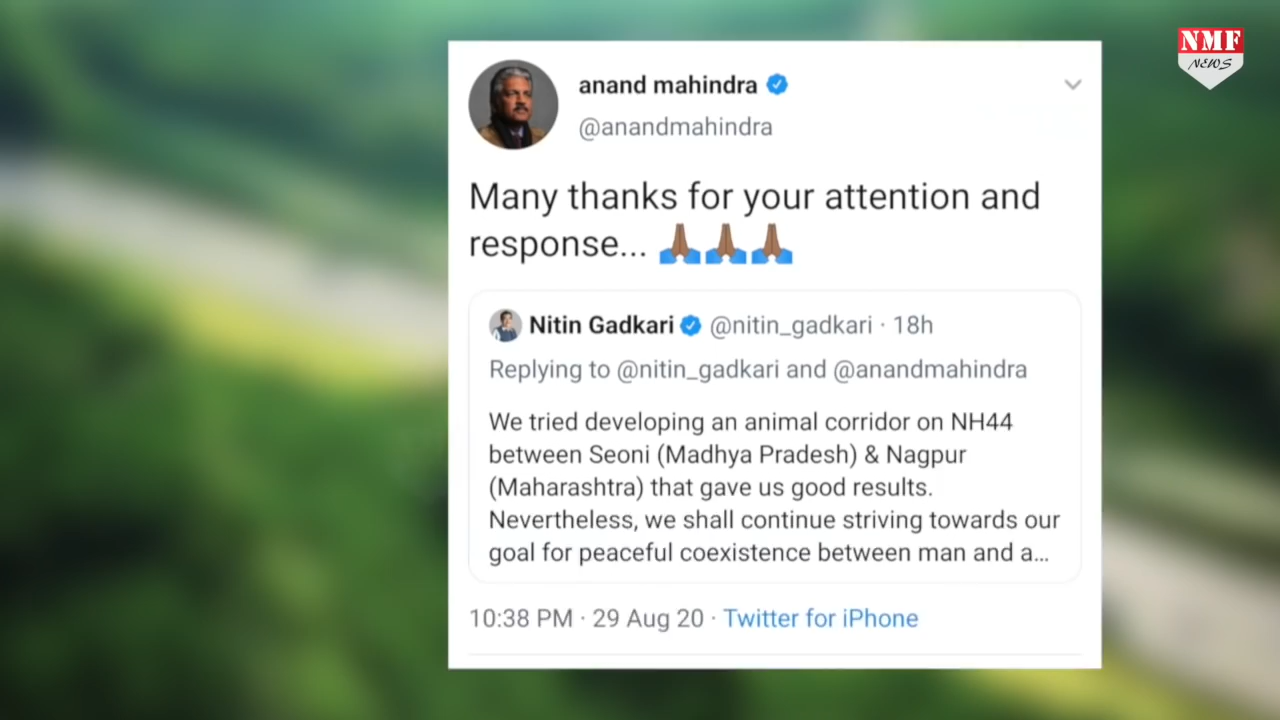 NMF
NEWS
anand mahindra
@anandmahindra
Many thanks for your attention and
response... 🙏🏾🙏🏾🙏🏾
Nitin Gadkari @nitin_gadkari · 18h
Replying to @nitin_gadkari and @anandmahindra
We tried developing an animal corridor on NH44
between Seoni (Madhya Pradesh) & Nagpur
(Maharashtra) that gave us good results.
Nevertheless, we shall continue striving towards our
goal for peaceful coexistence between man and a...
10:38 PM · 29 Aug 20 · Twitter for iPhone